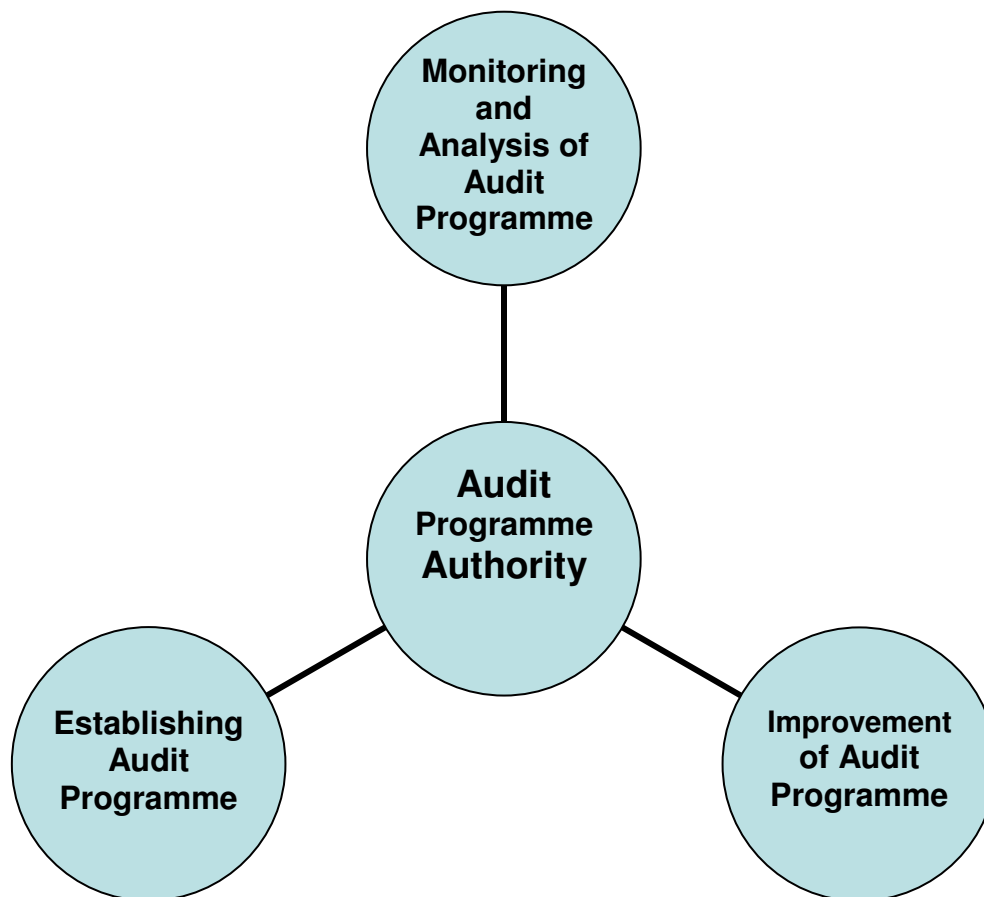 Monitoring
and
Analysis of
Audit
Programme
Audit
Programme
Authority
Establishing
Audit
Programme
Improvement
of Audit
Programme